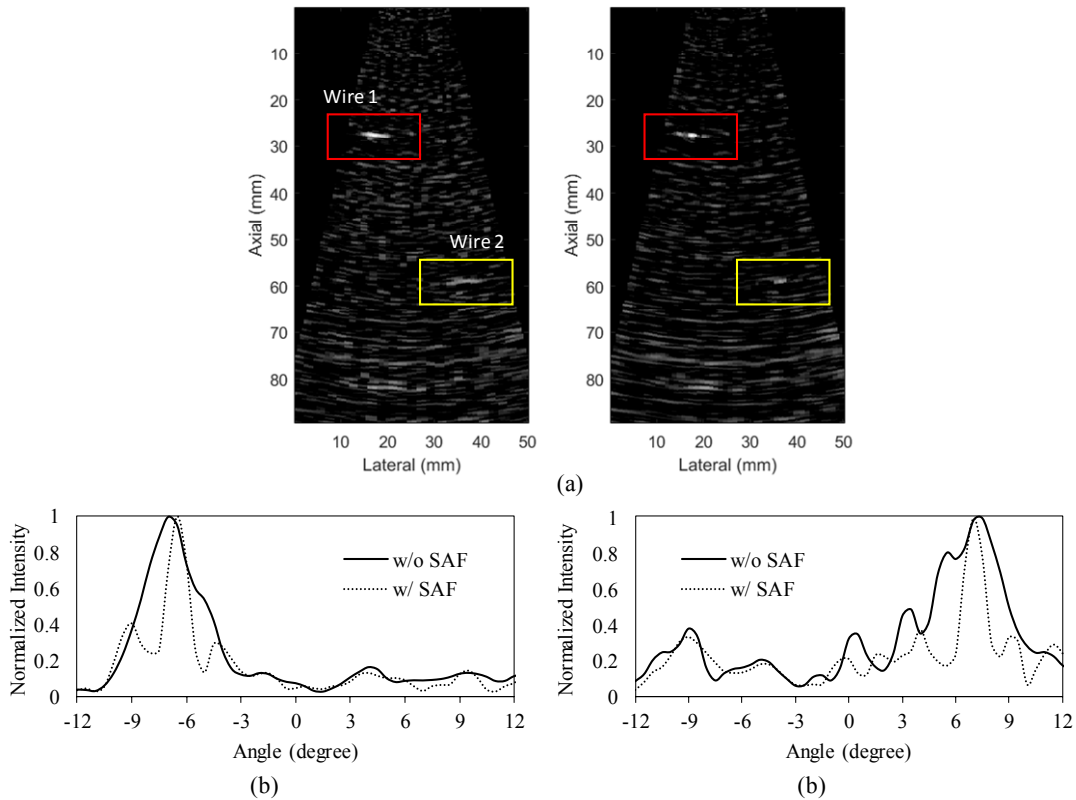 Wire 1
Wire 2
10
20
30
40
50
60
70
80
Axial (mm)
10 20 30 40 50
Lateral (mm)
10
20
30
40
50
60
70
80
Axial (mm)
10 20 30 40 50
Lateral (mm)
(a)
Normalized Intensity
1
0.8
0.6
0.4
0.2
0
w/o SAF
w/ SAF
-12 -9 -6 -3 0 3 6 9 12
Angle (degree)
(b)
Normalized Intensity
1
0.8
0.6
0.4
0.2
0
w/o SAF
w/ SAF
-12 -9 -6 -3 0 3 6 9 12
Angle (degree)
(b)